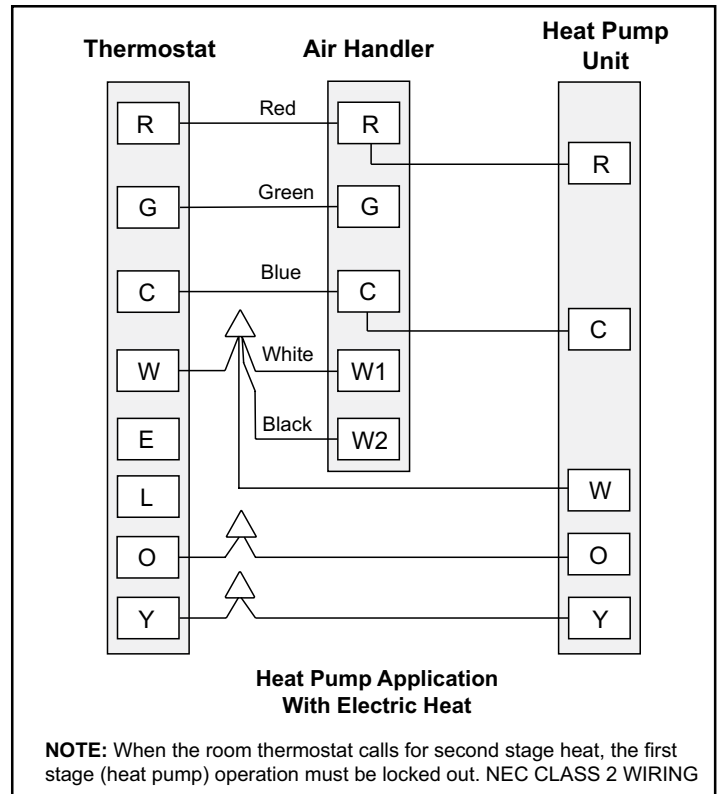 Thermostat
Air Handler
Heat Pump
Unit
R
Red
R
R
G
Green
G
C
Blue
C
C
W
White
W1
E
Black
W2
L
W
O
O
Y
Y
Heat Pump Application
With Electric Heat
NOTE: When the room thermostat calls for second stage heat, the first
stage (heat pump) operation must be locked out. NEC CLASS 2 WIRING